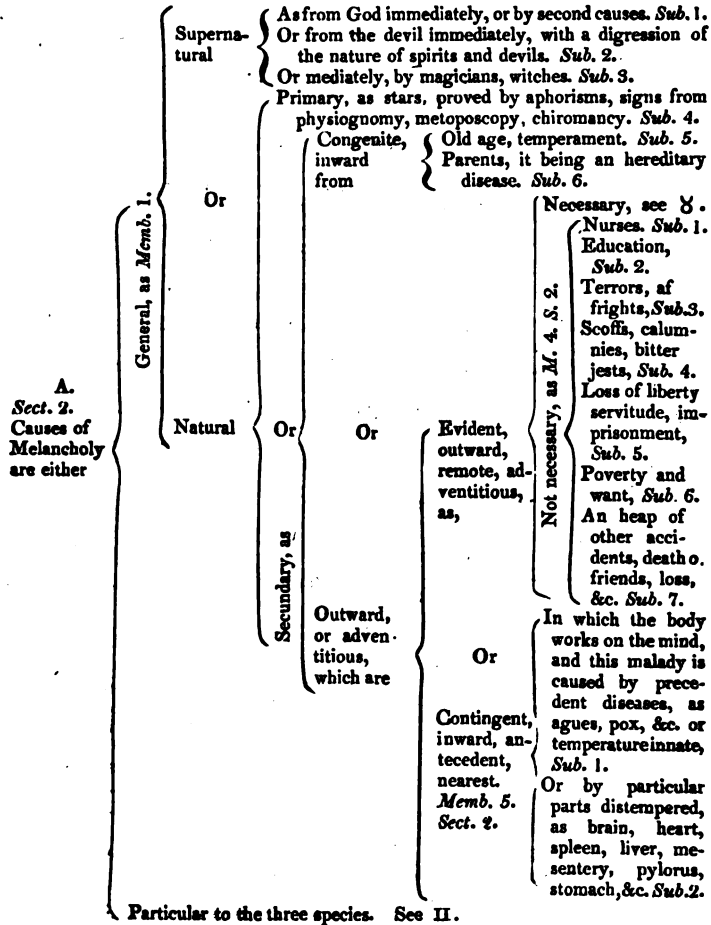 As from God immediately, or by second causes. Sub. 1.
Superna-
tural
Or from the devil immediately, with a digression of
the nature of spirits and devils. Sub. 2.
Or mediately, by magicians, witches. Sub. 3.
Primary, as stars, proved by aphorisms, signs from
physiognomy, metoposcopy, chiromancy. Sub. 4.
Congenite,
inward
from
Old age, temperament. Sub. 5.
Parents, it being an hereditary
disease. Sub. 6.
General, as Memb. 1.
Or
Necessary, see ♉.
Nurses. Sub. 1.
Education,
Sub. 2.
Terrors, af
frights, Sub. 3.
Scoffs, calum-
nies, bitter
jests, Sub. 4.
Loss of liberty
servitude, im-
prisonment,
Sub. 5.
Poverty and
want, Sub. 6.
An heap of
other acci-
dents, death o.
friends, loss,
&c. Sub. 7.
Not necessary, as M. 4. S. 2.
A.
Sect. 2.
Causes of
Melancholy
are either
Natural
Or
Or
Evident,
outward,
remote, ad-
ventitious,
as,
Secundary, as
Outward,
or adven-
titious,
which are
Or
In which the body
works on the mind,
and this malady is
caused by prece-
dent diseases, as
agues, pox, &c. or
temperature innate,
Sub. 1.
Contingent,
inward, an-
tecedent,
nearest.
Memb. 5.
Sect. 2.
Or by particular
parts distempered,
as brain, heart,
spleen, liver, me-
sentery, pylorus,
stomach, &c. Sub. 2.
Particular to the three species. See Π.